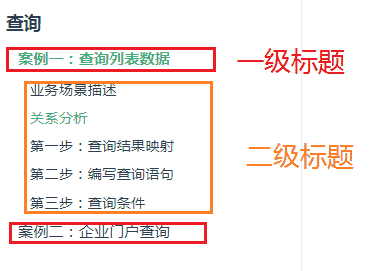 查询
案例一：查询列表数据
一级标题
业务场景描述
关系分析
第一步：查询结果映射
二级标题
第二步：编写查询语句
第三步：查询条件
案例二：企业门户查询